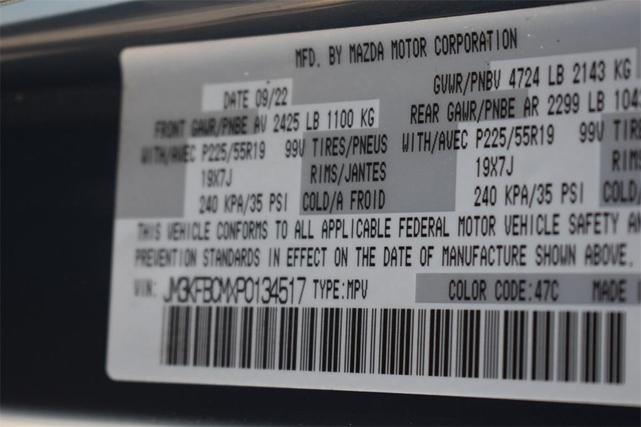 MFD. BY MAZDA MOTOR CORPORATION
DATE 09/22 GVWR/PNBV 4724 LB 2143 KG
FRONT GAWR/PNBE AV 2425 LB 1100 KG REAR GAWR/PNBE AR 2299 LB
WITH/AVEC P225/55R19 99V TIRES/PNEUS WITH/AVEC P225/55R19 99V
19X7J RIMS/JANTES 19X7J
240 KPA/35 PSI COLD/A FROID 240 KPA/35 PSI
THIS VEHICLE CONFORMS TO ALL APPLICABLE FEDERAL MOTOR VEHICLE SAFETY
PREVENTION STANDARDS IN EFFECT ON THE DATE OF MANUFACTURE SHOWN ABOVE.
VIN: JM3KFBCMXP0134517 TYPE:MPV COLOR CODE:47C MADE